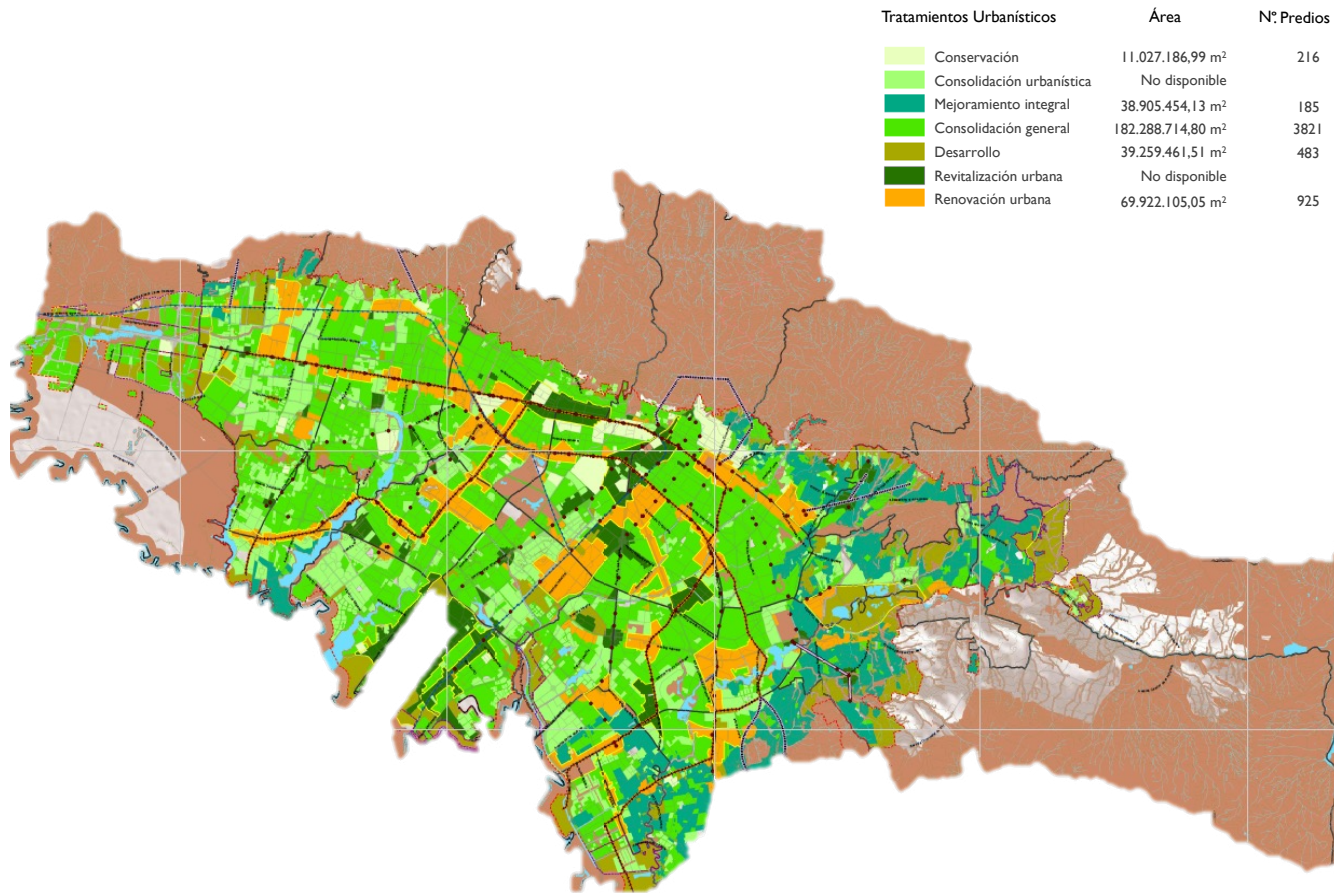 Tratamientos Urbanísticos Área Nº. Predios
Conservación 11.027.186,99 m² 216
Consolidación urbanística No disponible
Mejoramiento integral 38.905.454,13 m² 185
Consolidación general 182.288.714,80 m² 3821
Desarrollo 39.259.461,51 m² 483
Revitalización urbana No disponible
Renovación urbana 69.922.105,05 m² 925